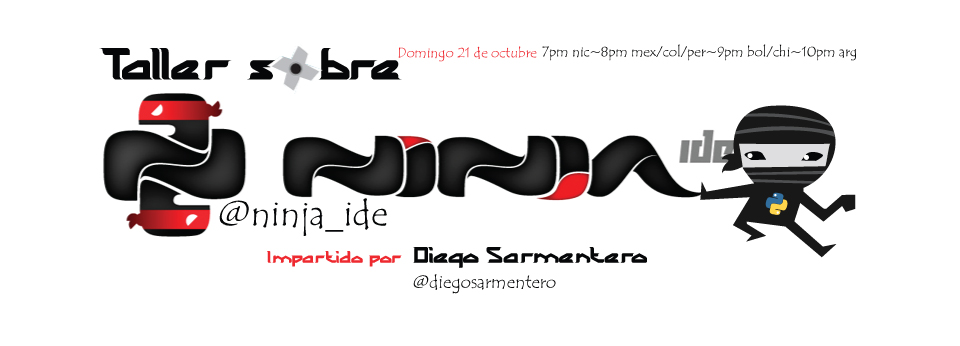 Taller sobre
Domingo 21 de octubre 7pm nic~8pm mex/col/per~9pm bol/chi~10pm arg
NINJA ide
@ninja_ide
Impartido por Diego Sarmentero
@diegosarmentero